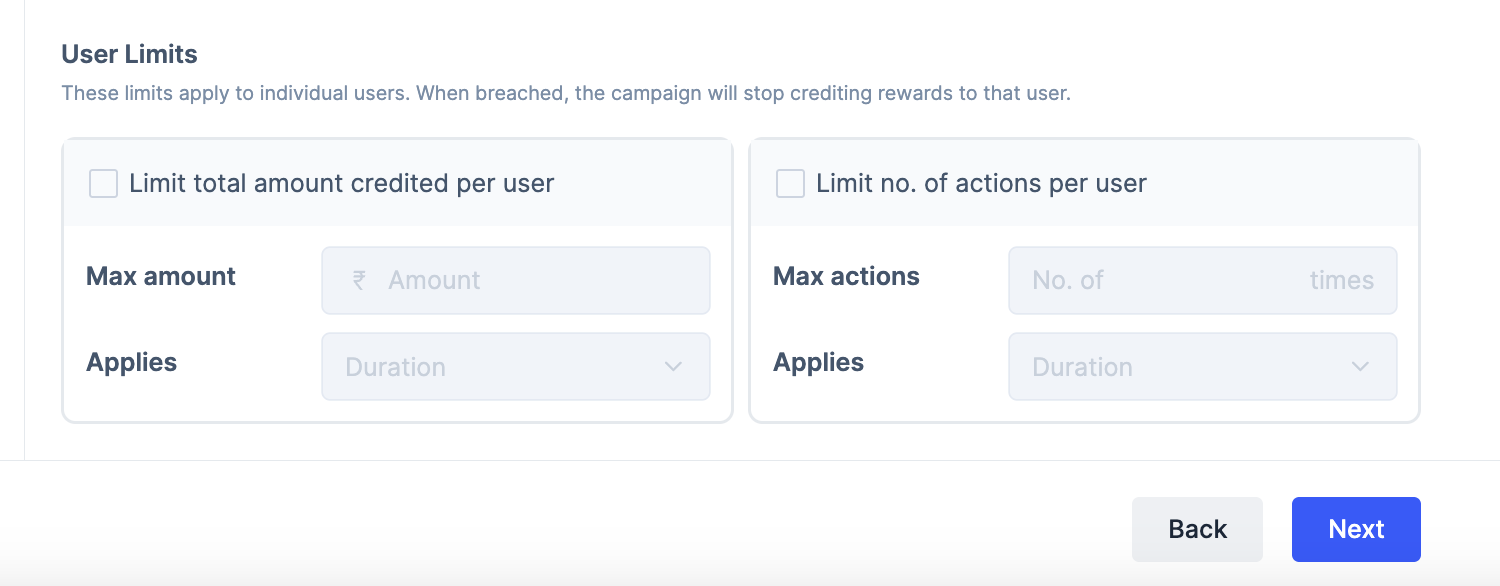 User Limits
These limits apply to individual users. When breached, the campaign will stop crediting rewards to that user.
Limit total amount credited per user
Max amount
₹ Amount
Applies
Duration
Limit no. of actions per user
Max actions
No. of times
Applies
Duration
Back
Next